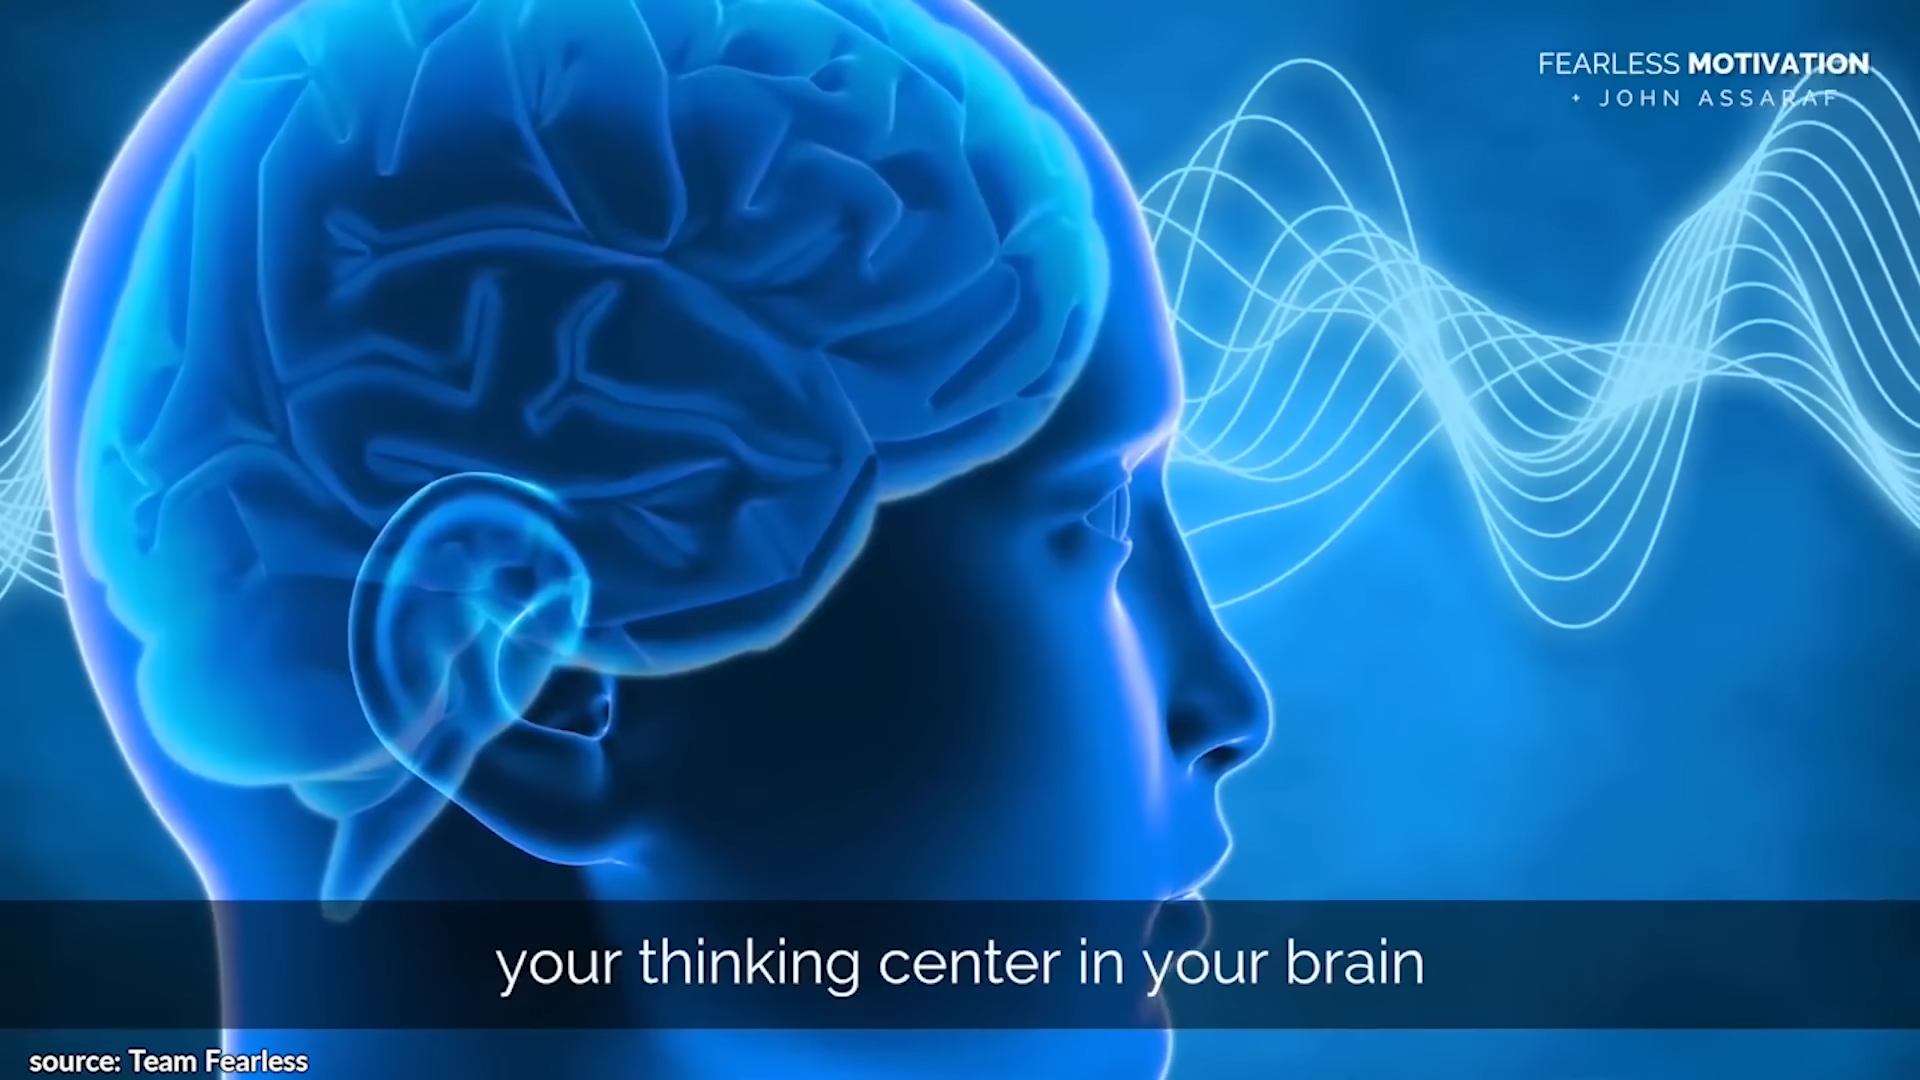 FEARLESS MOTIVATION
+ JOHN ASSARAF
your thinking center in your brain
source: Team Fearless